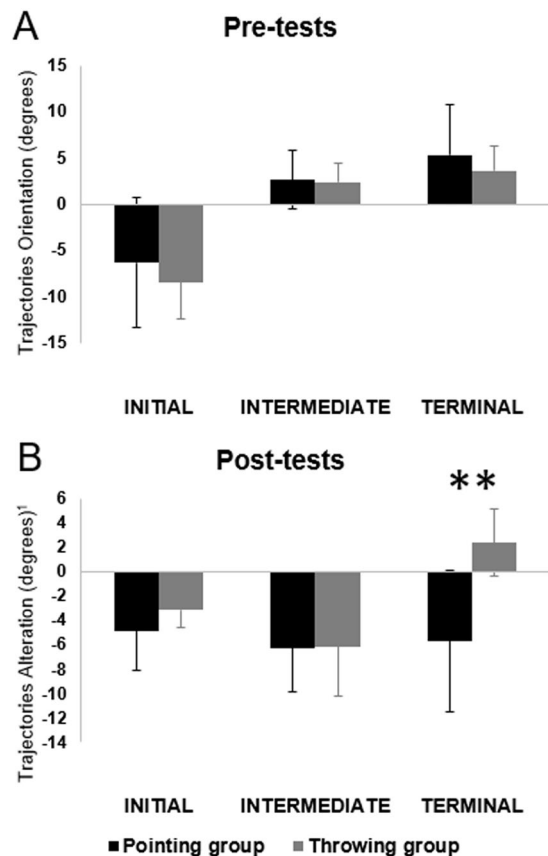 A
Pre-tests
Trajectories Orientation (degrees)
15
10
5
0
-5
-10
-15
INITIAL INTERMEDIATE TERMINAL
B
Post-tests
**
Trajectories Alteration (degrees)¹
6
4
2
0
-2
-4
-6
-8
-10
-12
-14
INITIAL INTERMEDIATE TERMINAL
Pointing group Throwing group